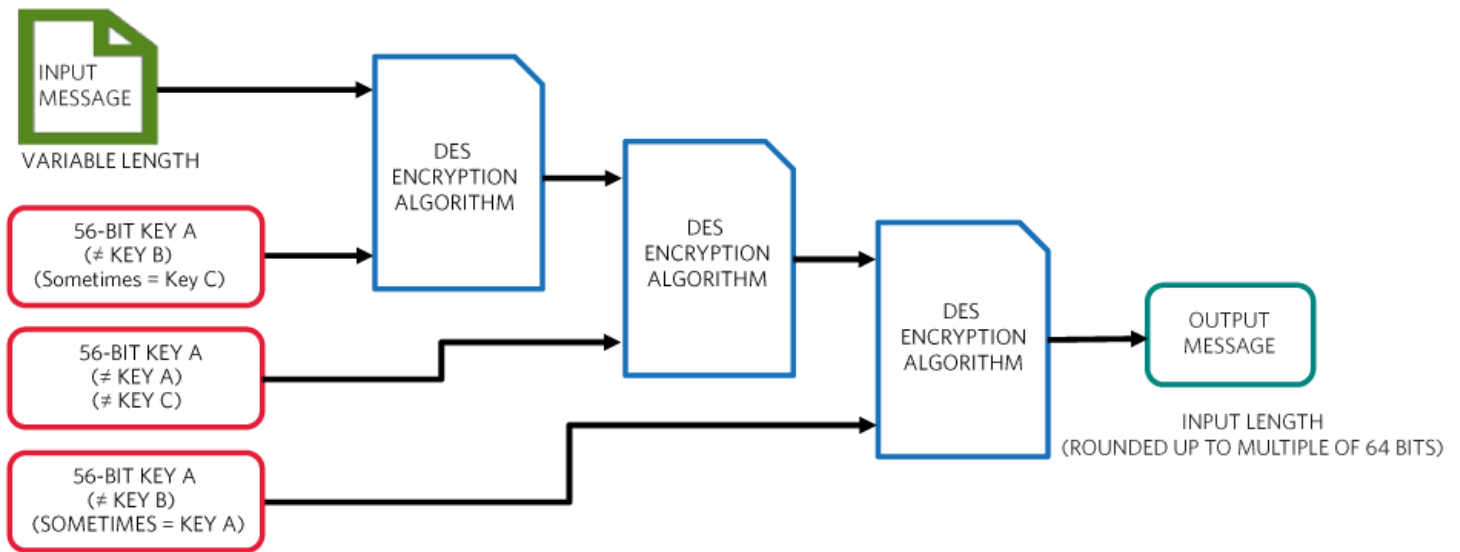 INPUT
MESSAGE
VARIABLE LENGTH
56-BIT KEY A
(≠ KEY B)
(Sometimes = Key C)
56-BIT KEY A
(≠ KEY A)
(≠ KEY C)
56-BIT KEY A
(≠ KEY B)
(SOMETIMES = KEY A)
DES
ENCRYPTION
ALGORITHM
DES
ENCRYPTION
ALGORITHM
DES
ENCRYPTION
ALGORITHM
OUTPUT
MESSAGE
INPUT LENGTH
(ROUNDED UP TO MULTIPLE OF 64 BITS)